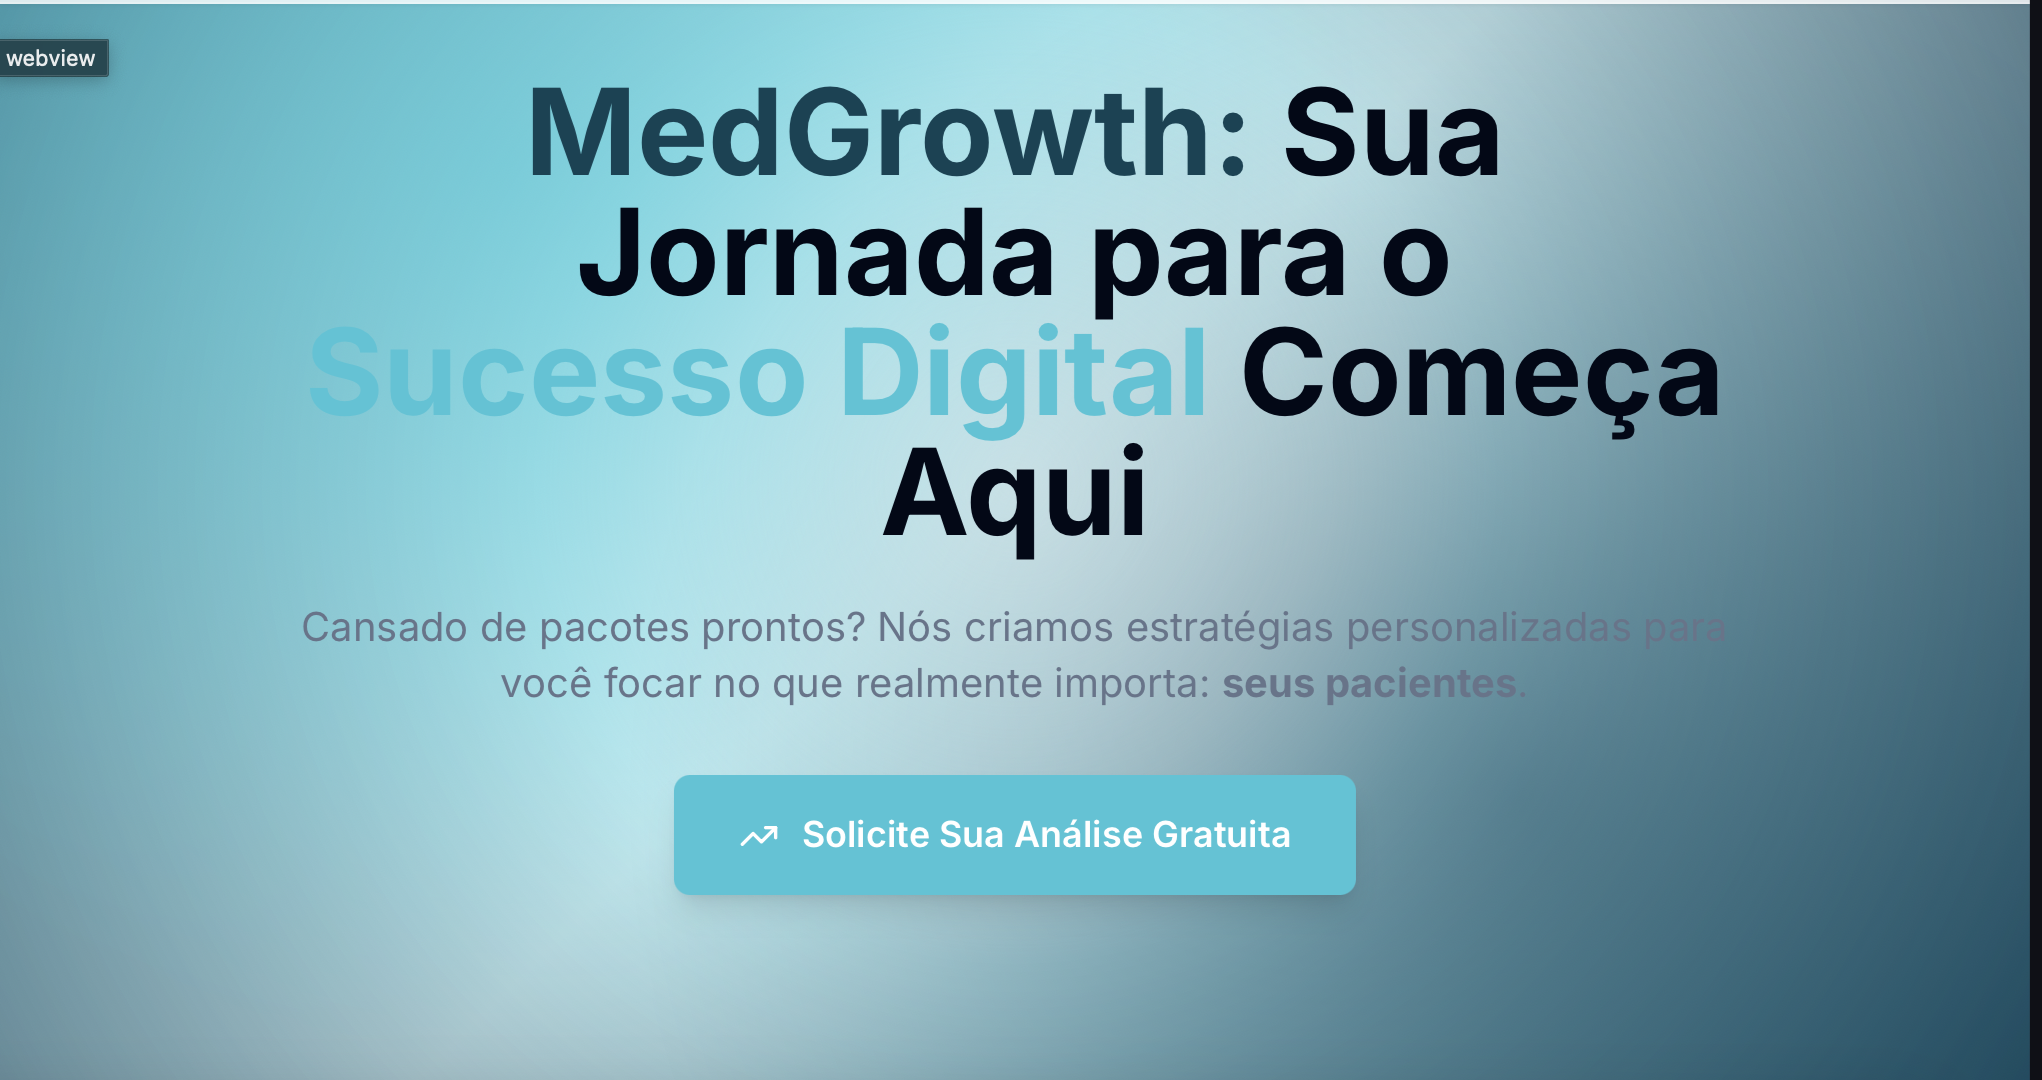 webview
MedGrowth: Sua
Jornada para o
Sucesso Digital Começa
Aqui
Cansado de pacotes prontos? Nós criamos estratégias personalizadas para
você focar no que realmente importa: seus pacientes.
Solicite Sua Análise Gratuita